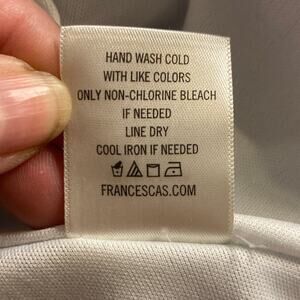 HAND WASH COLD
WITH LIKE COLORS
ONLY NON-CHLORINE BLEACH
IF NEEDED
LINE DRY
COOL IRON IF NEEDED
FRANCESCAS.COM